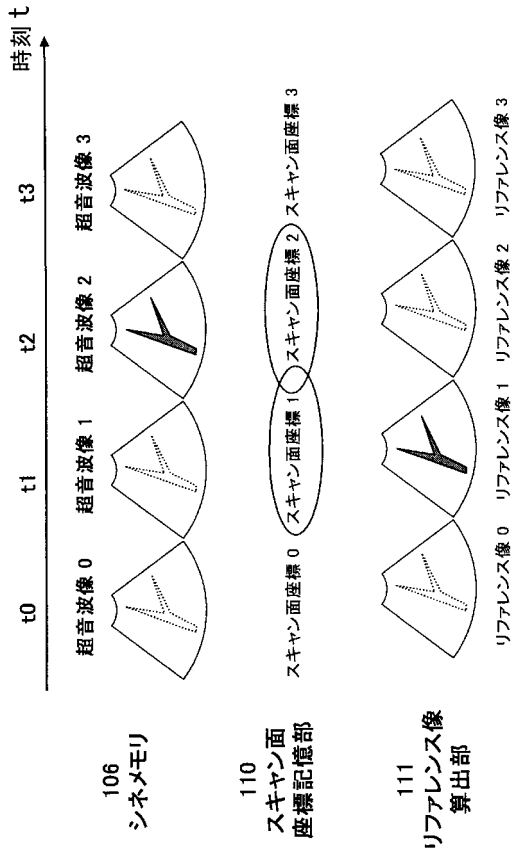 時刻 t
t0 t1 t2 t3
超音波像 0 超音波像 1 超音波像 2 超音波像 3
106
シネメモリ
スキャン面座標 0 スキャン面座標 1 スキャン面座標 2 スキャン面座標 3
110
スキャン面
座標記憶部
111
リファレンス像
算出部
リファレンス像 0 リファレンス像 1 リファレンス像 2 リファレンス像 3